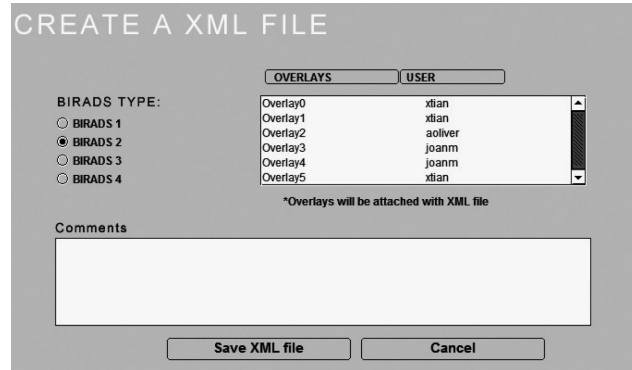 CREATE A XML FILE
OVERLAYS USER
BIRADS TYPE:
BIRADS 1
BIRADS 2
BIRADS 3
BIRADS 4
Overlay0 xtian
Overlay1 xtian
Overlay2 aoliver
Overlay3 joanm
Overlay4 joanm
Overlay5 xtian
*Overlays will be attached with XML file
Comments
Save XML file Cancel